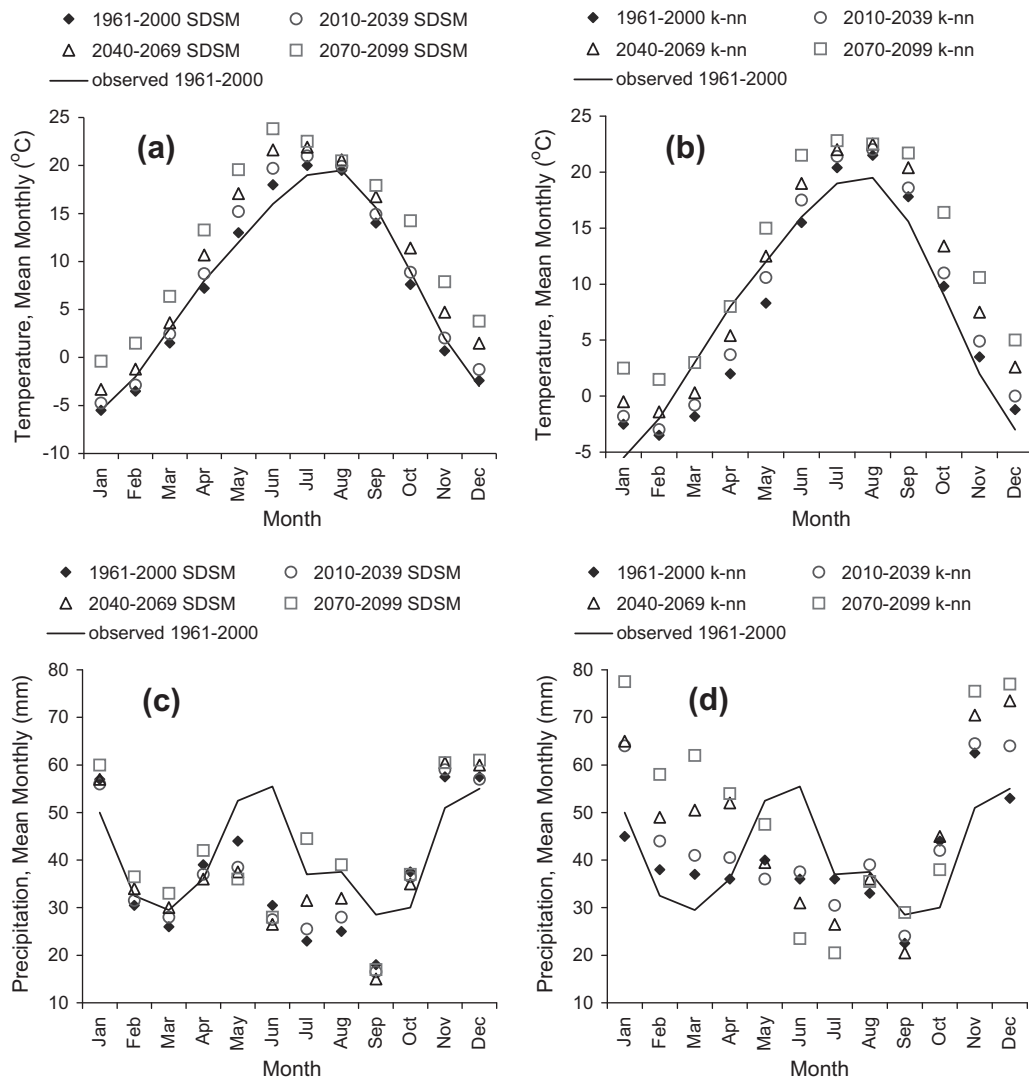 1961-2000 SDSM
2010-2039 SDSM
2040-2069 SDSM
2070-2099 SDSM
observed 1961-2000
(a)
Temperature, Mean Monthly (°C)
25
20
15
10
5
0
-5
-10
Jan
Feb
Mar
Apr
May
Jun
Jul
Aug
Sep
Oct
Nov
Dec
Month
1961-2000 k-nn
2010-2039 k-nn
2040-2069 k-nn
2070-2099 k-nn
observed 1961-2000
(b)
Temperature, Mean Monthly (°C)
25
20
15
10
5
0
-5
Jan
Feb
Mar
Apr
May
Jun
Jul
Aug
Sep
Oct
Nov
Dec
Month
1961-2000 SDSM
2010-2039 SDSM
2040-2069 SDSM
2070-2099 SDSM
observed 1961-2000
(c)
Precipitation, Mean Monthly (mm)
80
70
60
50
40
30
20
10
Jan
Feb
Mar
Apr
May
Jun
Jul
Aug
Sep
Oct
Nov
Dec
Month
1961-2000 k-nn
2010-2039 k-nn
2040-2069 k-nn
2070-2099 k-nn
observed 1961-2000
(d)
Precipitation, Mean Monthly (mm)
80
70
60
50
40
30
20
10
Jan
Feb
Mar
Apr
May
Jun
Jul
Aug
Sep
Oct
Nov
Dec
Month